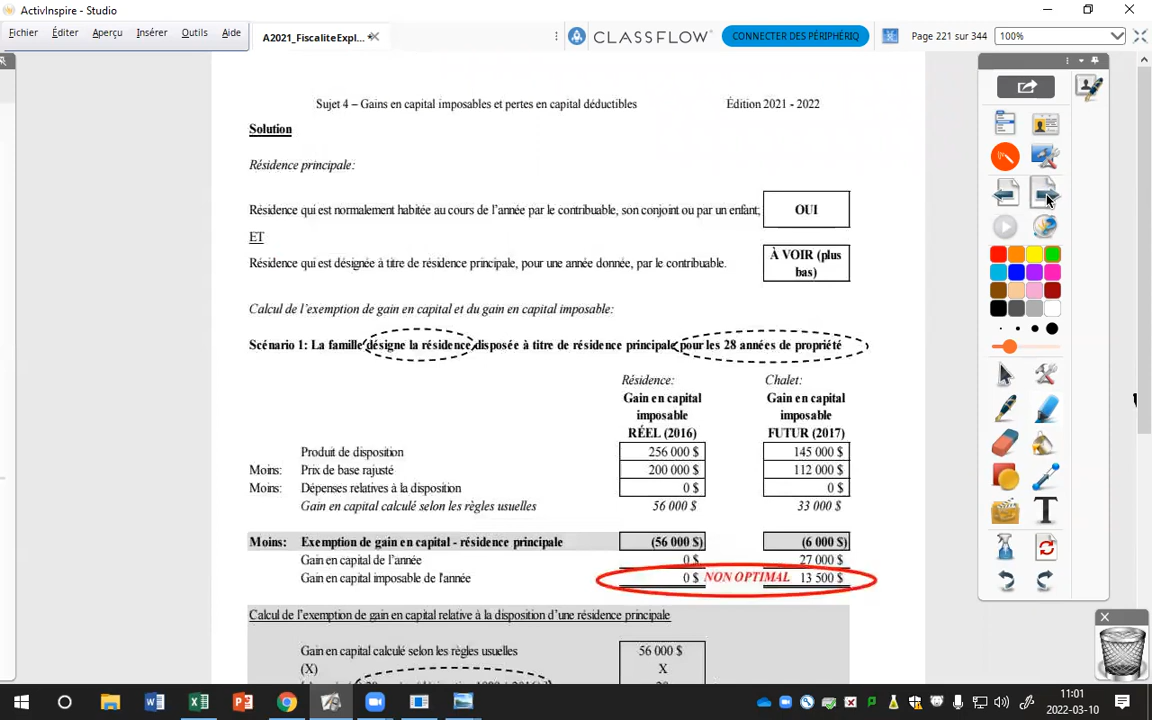 ActivInspire - Studio
Fichier Éditer Aperçu Insérer Outils Aide
A2021_FiscaliteExpl...
CLASSFLOW
CONNECTER DES PÉRIPHÉRIQ
Page 221 sur 344
100%
Sujet 4 – Gains en capital imposables et pertes en capital déductibles Édition 2021 - 2022
Solution
Résidence principale:
Résidence qui est normalement habitée au cours de l'année par le contribuable, son conjoint ou par un enfant; OUI
ET
Résidence qui est désignée à titre de résidence principale, pour une année donnée, par le contribuable. À VOIR (plus bas)
Calcul de l'exemption de gain en capital et du gain en capital imposable:
Scénario 1: La famille désigne la résidence disposée à titre de résidence principale pour les 28 années de propriété
Résidence: Chalet:
Gain en capital Gain en capital
imposable imposable
RÉEL (2016) FUTUR (2017)
Produit de disposition 256 000 $ 145 000 $
Moins: Prix de base rajusté 200 000 $ 112 000 $
Moins: Dépenses relatives à la disposition 0 $ 0 $
Gain en capital calculé selon les règles usuelles 56 000 $ 33 000 $
Moins: Exemption de gain en capital - résidence principale (56 000 $) (6 000 $)
Gain en capital de l'année 0 $ 27 000 $
Gain en capital imposable de l'année 0 $ NON OPTIMAL 13 500 $
Calcul de l'exemption de gain en capital relative à la disposition d'une résidence principale
Gain en capital calculé selon les règles usuelles 56 000 $
(X) X
11:01
2022-03-10